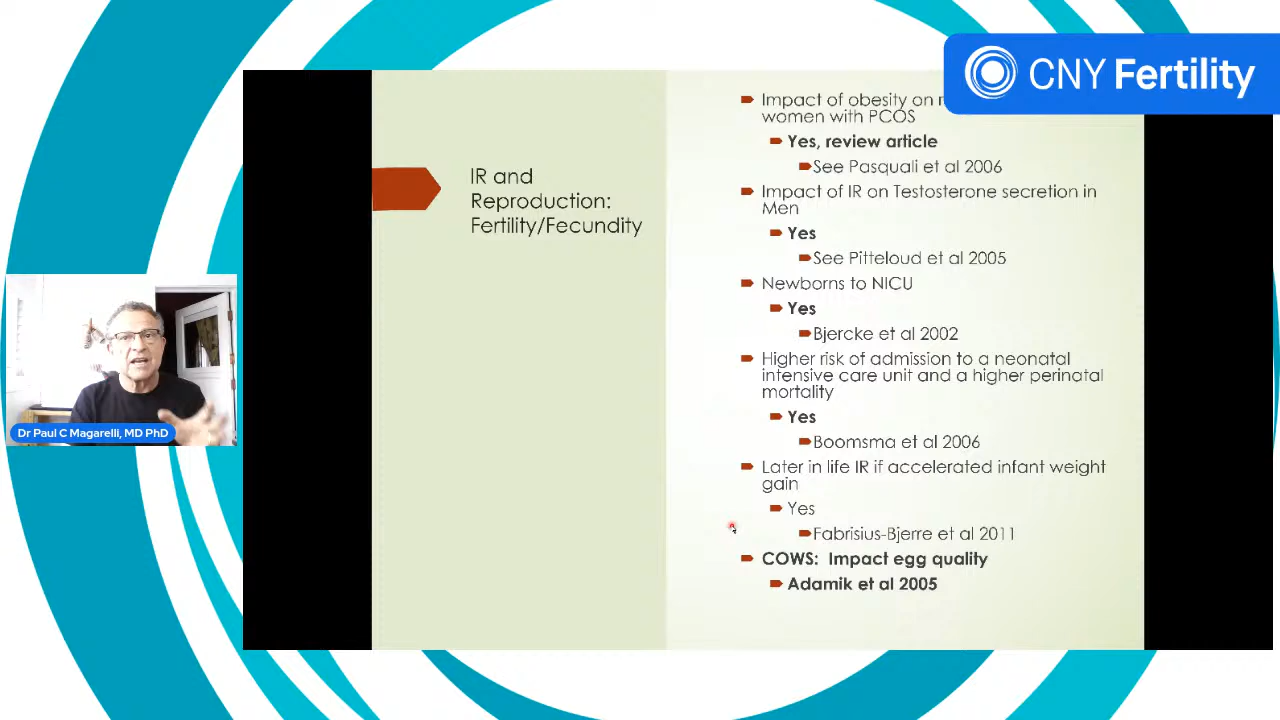 CNY Fertility
IR and
Reproduction:
Fertility/Fecundity
Impact of obesity on
women with PCOS
Yes, review article
See Pasquali et al 2006
Impact of IR on Testosterone secretion in
Men
Yes
See Pitteloud et al 2005
Newborns to NICU
Yes
Bjercke et al 2002
Higher risk of admission to a neonatal
intensive care unit and a higher perinatal
mortality
Yes
Boomsma et al 2006
Later in life IR if accelerated infant weight
gain
Yes
Fabrisius-Bjerre et al 2011
COWS: Impact egg quality
Adamik et al 2005
Dr Paul C Magarelli, MD PhD